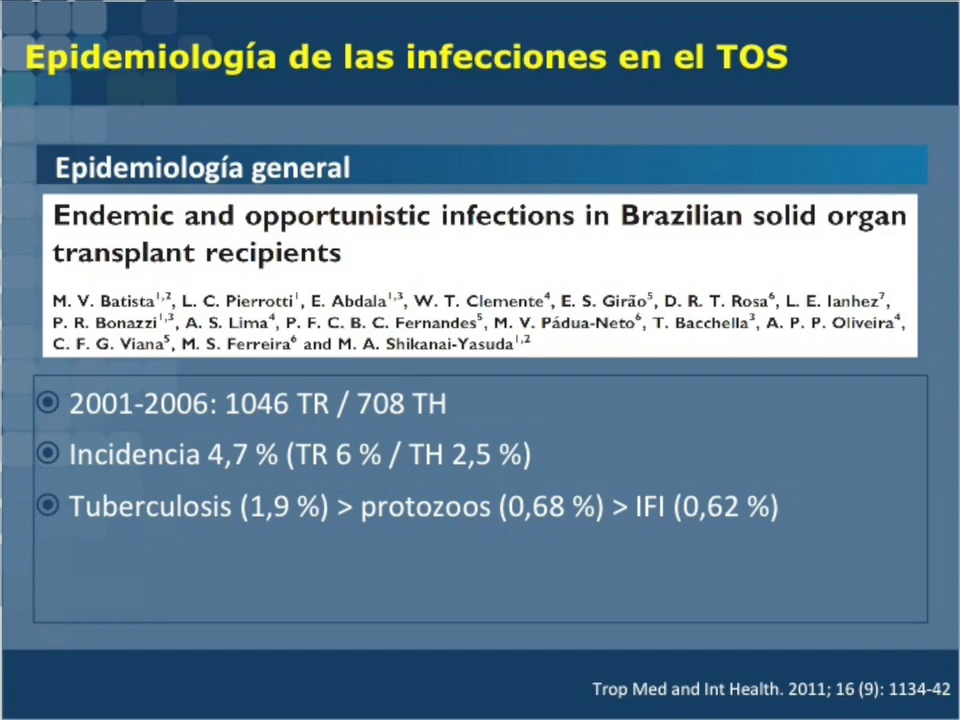 Epidemiología de las infecciones en el TOS
Epidemiología general
Endemic and opportunistic infections in Brazilian solid organ
transplant recipients
M. V. Batista¹,², L. C. Pierrotti¹, E. Abdala¹,³, W. T. Clemente⁴, E. S. Girão⁵, D. R. T. Rosa⁶, L. E. Ianhez⁷,
P. R. Bonazzi¹,³, A. S. Lima⁴, P. F. C. B. C. Fernandes⁵, M. V. Pádua-Neto⁶, T. Bacchella³, A. P. P. Oliveira⁴,
C. F. G. Viana⁵, M. S. Ferreira⁶ and M. A. Shikanai-Yasuda¹,²
2001-2006: 1046 TR / 708 TH
Incidencia 4,7 % (TR 6 % / TH 2,5 %)
Tuberculosis (1,9 %) > protozoos (0,68 %) > IFI (0,62 %)
Trop Med and Int Health. 2011; 16 (9): 1134-42